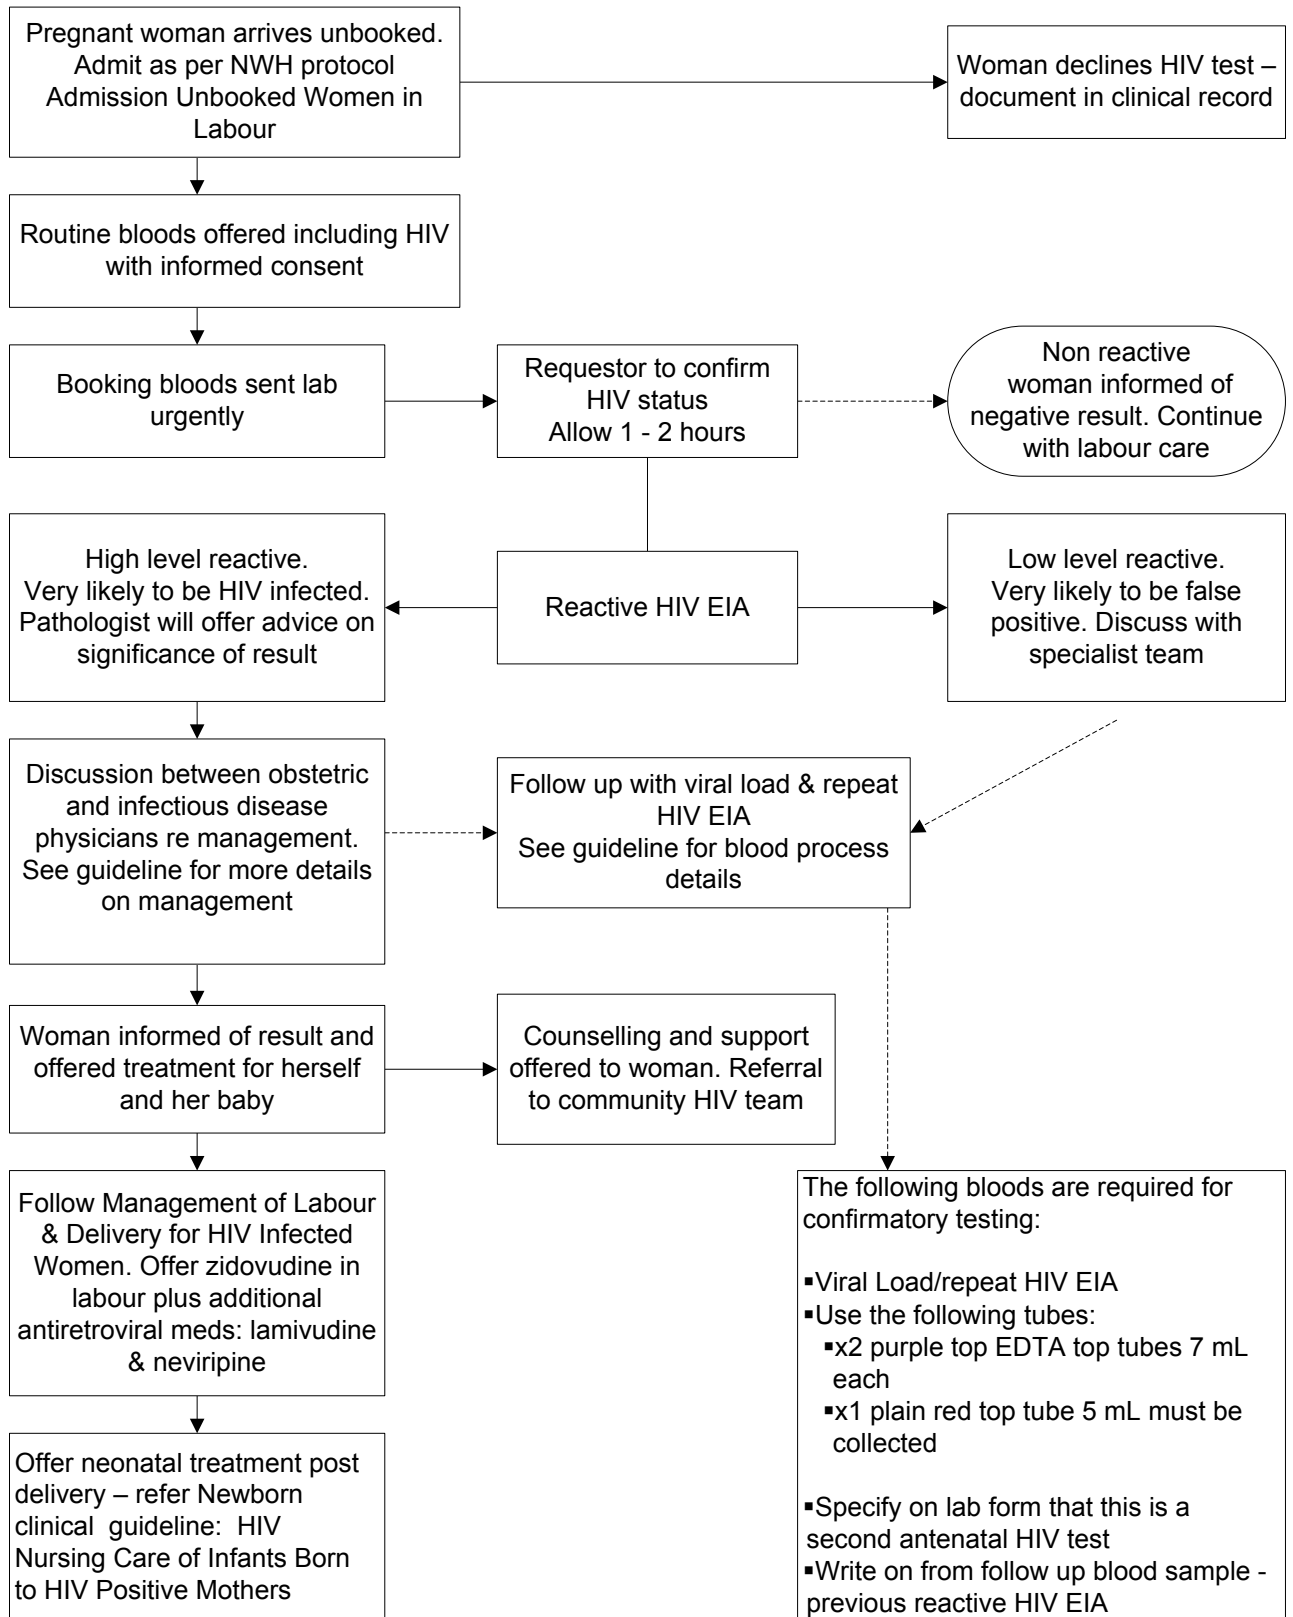 Pregnant woman arrives unbooked.
Admit as per NWH protocol
Admission Unbooked Women in
Labour
Woman declines HIV test –
document in clinical record
Routine bloods offered including HIV
with informed consent
Booking bloods sent lab
urgently
Requestor to confirm
HIV status
Allow 1 - 2 hours
Non reactive
woman informed of
negative result. Continue
with labour care
High level reactive.
Very likely to be HIV infected.
Pathologist will offer advice on
significance of result
Reactive HIV EIA
Low level reactive.
Very likely to be false
positive. Discuss with
specialist team
Discussion between obstetric
and infectious disease
physicians re management.
See guideline for more details
on management
Follow up with viral load & repeat
HIV EIA
See guideline for blood process
details
Woman informed of result and
offered treatment for herself
and her baby
Counselling and support
offered to woman. Referral
to community HIV team
Follow Management of Labour
& Delivery for HIV Infected
Women. Offer zidovudine in
labour plus additional
antiretroviral meds: lamivudine
& neviripine
Offer neonatal treatment post
delivery – refer Newborn
clinical guideline: HIV
Nursing Care of Infants Born
to HIV Positive Mothers
The following bloods are required for
confirmatory testing:
▪Viral Load/repeat HIV EIA
▪Use the following tubes:
▪x2 purple top EDTA top tubes 7 mL
each
▪x1 plain red top tube 5 mL must be
collected
▪Specify on lab form that this is a
second antenatal HIV test
▪Write on from follow up blood sample -
previous reactive HIV EIA